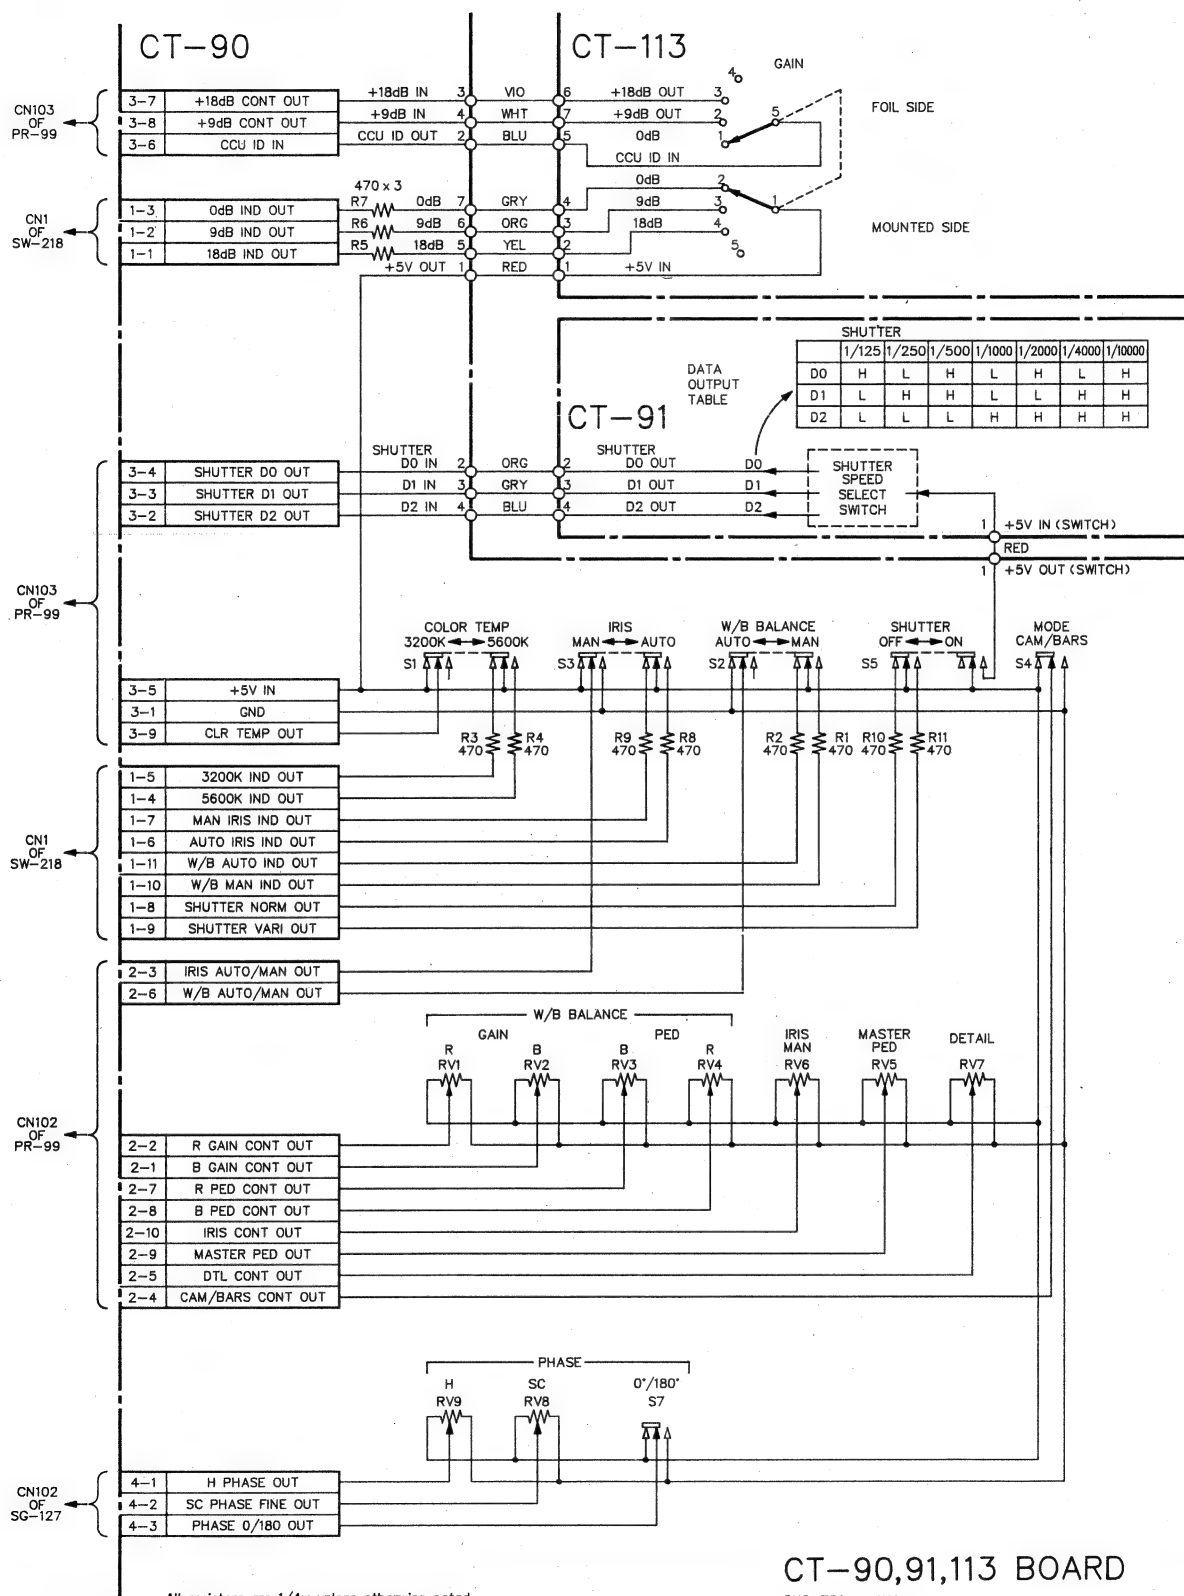 CT-90
CT-113
GAIN
FOIL SIDE
MOUNTED SIDE
CN103
OF
PR-99
3-7 +18dB CONT OUT +18dB IN 3 VIO 6 +18dB OUT 3 4
3-8 +9dB CONT OUT +9dB IN 4 WHT 7 +9dB OUT 2 5
3-6 CCU ID IN CCU ID OUT 2 BLU 5 0dB 1
CCU ID IN
470 x 3
0dB 2
CN1
OF
SW-218
1-3 0dB IND OUT R7 0dB 7 GRY 4 9dB 3 1
1-2 9dB IND OUT R6 9dB 6 ORG 3 18dB 4
1-1 18dB IND OUT R5 18dB 5 YEL 2 5
+5V OUT 1 RED 1 +5V IN
SHUTTER
1/125 1/250 1/500 1/1000 1/2000 1/4000 1/10000
D0 H L H L H L H
D1 L H H L L H H
D2 L L L H H H H
DATA
OUTPUT
TABLE
CT-91
SHUTTER SHUTTER
3-4 SHUTTER D0 OUT D0 IN 2 ORG 2 D0 OUT D0
3-3 SHUTTER D1 OUT D1 IN 3 GRY 3 D1 OUT D1
3-2 SHUTTER D2 OUT D2 IN 4 BLU 4 D2 OUT D2
SHUTTER
SPEED
SELECT
SWITCH
1 +5V IN (SWITCH)
RED
1 +5V OUT (SWITCH)
CN103
OF
PR-99
COLOR TEMP IRIS W/B BALANCE SHUTTER MODE
3200K 5600K MAN AUTO AUTO MAN OFF ON CAM/BARS
S1 S3 S2 S5 S4
3-5 +5V IN
3-1 GND
3-9 CLR TEMP OUT
R3 R4 R9 R8 R2 R1 R10 R11
470 470 470 470 470 470 470 470
CN1
OF
SW-218
1-5 3200K IND OUT
1-4 5600K IND OUT
1-7 MAN IRIS IND OUT
1-6 AUTO IRIS IND OUT
1-11 W/B AUTO IND OUT
1-10 W/B MAN IND OUT
1-8 SHUTTER NORM OUT
1-9 SHUTTER VARI OUT
2-3 IRIS AUTO/MAN OUT
2-6 W/B AUTO/MAN OUT
W/B BALANCE
GAIN PED IRIS MASTER DETAIL
R B B R MAN PED
RV1 RV2 RV3 RV4 RV6 RV5 RV7
CN102
OF
PR-99
2-2 R GAIN CONT OUT
2-1 B GAIN CONT OUT
2-7 R PED CONT OUT
2-8 B PED CONT OUT
2-10 IRIS CONT OUT
2-9 MASTER PED OUT
2-5 DTL CONT OUT
2-4 CAM/BARS CONT OUT
PHASE
H SC 0°/180°
RV9 RV8 S7
CN102
OF
SG-127
4-1 H PHASE OUT
4-2 SC PHASE FINE OUT
4-3 PHASE 0/180 OUT
CT-90,91,113 BOARD